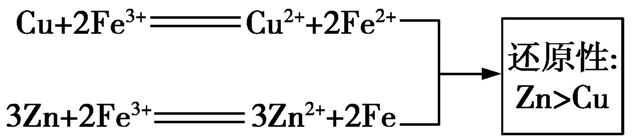 Cu+2Fe³⁺══Cu²⁺+2Fe²⁺
3Zn+2Fe³⁺══3Zn²⁺+2Fe
还原性:
Zn>Cu